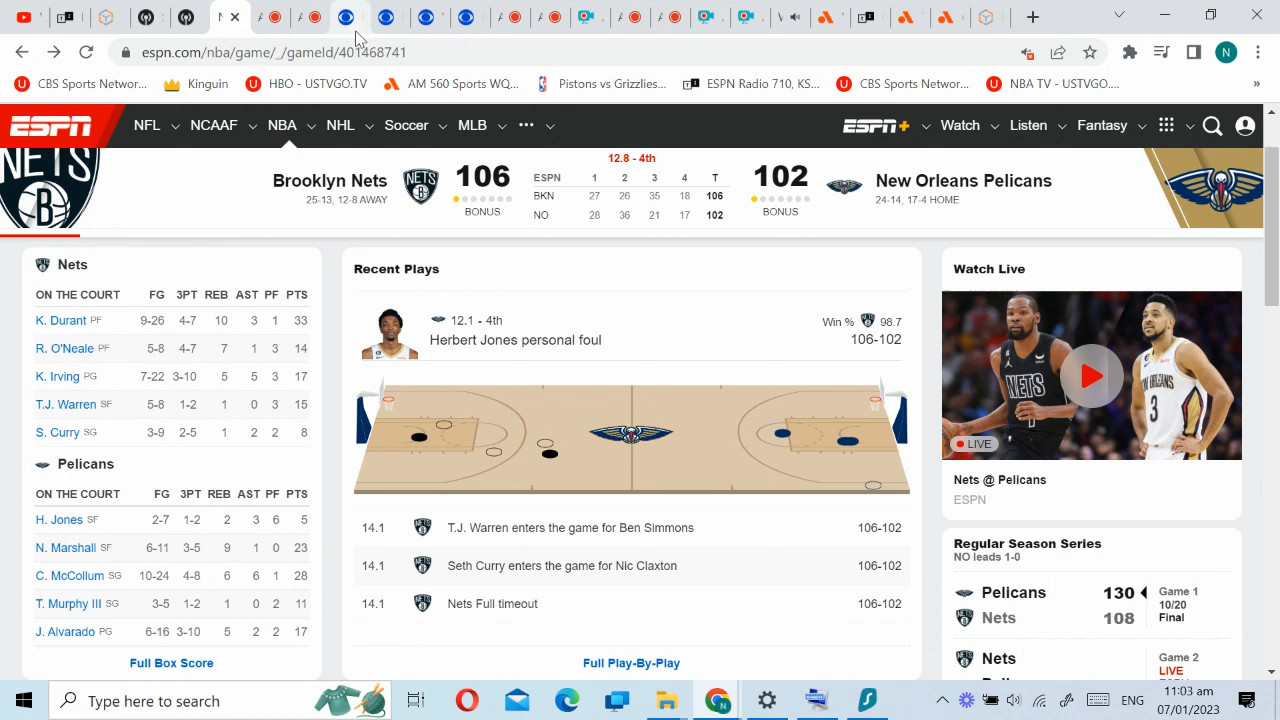 espn.com/nba/game/_/gameId/401468741
N
CBS Sports Networ...
Kinguin
HBO - USTVGO.TV
AM 560 Sports WQ...
Pistons vs Grizzlies...
ESPN Radio 710, KS...
CBS Sports Networ...
NBA TV - USTVGO....
»
ESPN NFL NCAAF NBA NHL Soccer MLB ••• ESPN+ Watch Listen Fantasy
NETS
Brooklyn Nets
25-13, 12-8 AWAY
NETS
106
BONUS
12.8 - 4th
ESPN 1 2 3 4 T
BKN 27 26 35 18 106
NO 28 36 21 17 102
102
BONUS
New Orleans Pelicans
24-14, 17-4 HOME
Nets
ON THE COURT FG 3PT REB AST PF PTS
K. Durant PF 9-26 4-7 10 3 1 33
R. O'Neale PF 5-8 4-7 7 1 3 14
K. Irving PG 7-22 3-10 5 5 3 17
T.J. Warren SF 5-8 1-2 1 0 3 15
S. Curry SG 3-9 2-5 1 2 2 8
Pelicans
ON THE COURT FG 3PT REB AST PF PTS
H. Jones SF 2-7 1-2 2 3 6 5
N. Marshall SF 6-11 3-5 9 1 0 23
C. McCollum SG 10-24 4-8 6 6 1 28
T. Murphy III SG 3-5 1-2 1 0 2 11
J. Alvarado PG 6-16 3-10 5 2 2 17
Full Box Score
Recent Plays
12.1 - 4th
Herbert Jones personal foul
Win % 98.7
106-102
14.1 T.J. Warren enters the game for Ben Simmons 106-102
14.1 Seth Curry enters the game for Nic Claxton 106-102
14.1 Nets Full timeout 106-102
Full Play-By-Play
Watch Live
NETS
3
LIVE
Nets @ Pelicans
ESPN
Regular Season Series
NO leads 1-0
Pelicans 130
Nets 108
Game 1
10/20
Final
Nets
Game 2
LIVE
Type here to search
ENG
11:03 am
07/01/2023